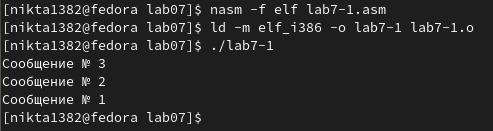 [nikta1382@fedora lab07]$ nasm -f elf lab7-1.asm
[nikta1382@fedora lab07]$ ld -m elf_i386 -o lab7-1 lab7-1.o
[nikta1382@fedora lab07]$ ./lab7-1
Сообщение № 3
Сообщение № 2
Сообщение № 1
[nikta1382@fedora lab07]$